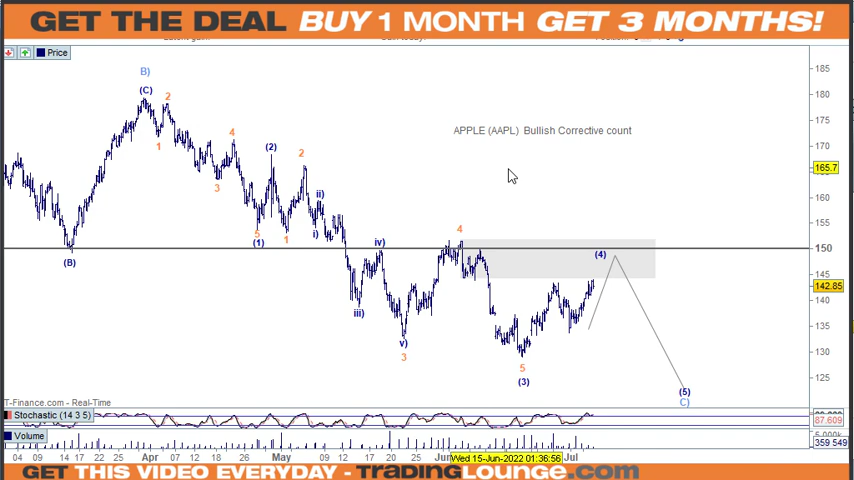 GET THE DEAL BUY 1 MONTH GET 3 MONTHS!
Price
185
180
175
170
165.7
160
155
150
145
142.85
140
135
130
125
B)
(C)
2
1
4
3
(2)
5
(1)
2
1
ii)
i)
iv)
iii)
v)
3
4
(B)
5
(3)
(4)
(5)
C)
APPLE (AAPL) Bullish Corrective count
T-Finance.com - Real-Time
Stochastic (14 3 5)
87.609
Volume
359 549
04 09 14 17 22 25 Apr 07 12 18 22 27 May 09 12 17 20 25 Jun Wed 15-Jun-2022 01:36:56 Jul
GET THIS VIDEO EVERYDAY - TradingLounge.com